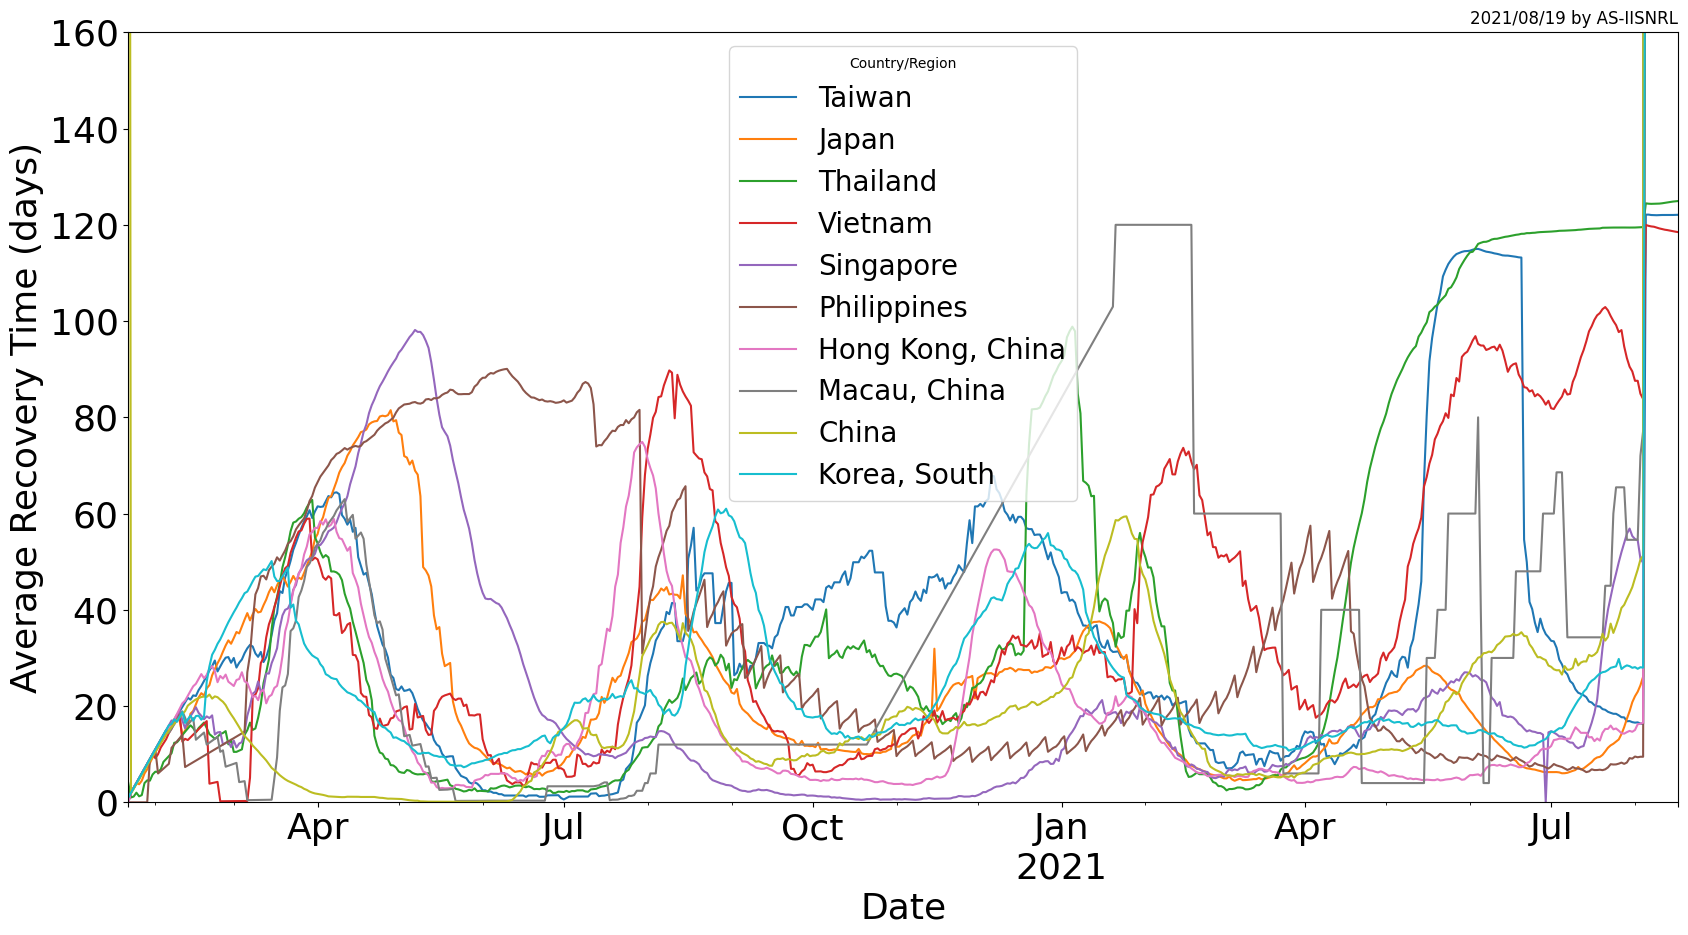 2021/08/19 by AS-IISNRL
Average Recovery Time (days)
160
140
120
100
80
60
40
20
0
Country/Region
Taiwan
Japan
Thailand
Vietnam
Singapore
Philippines
Hong Kong, China
Macau, China
China
Korea, South
Apr
Jul
Oct
Jan
2021
Apr
Jul
Date